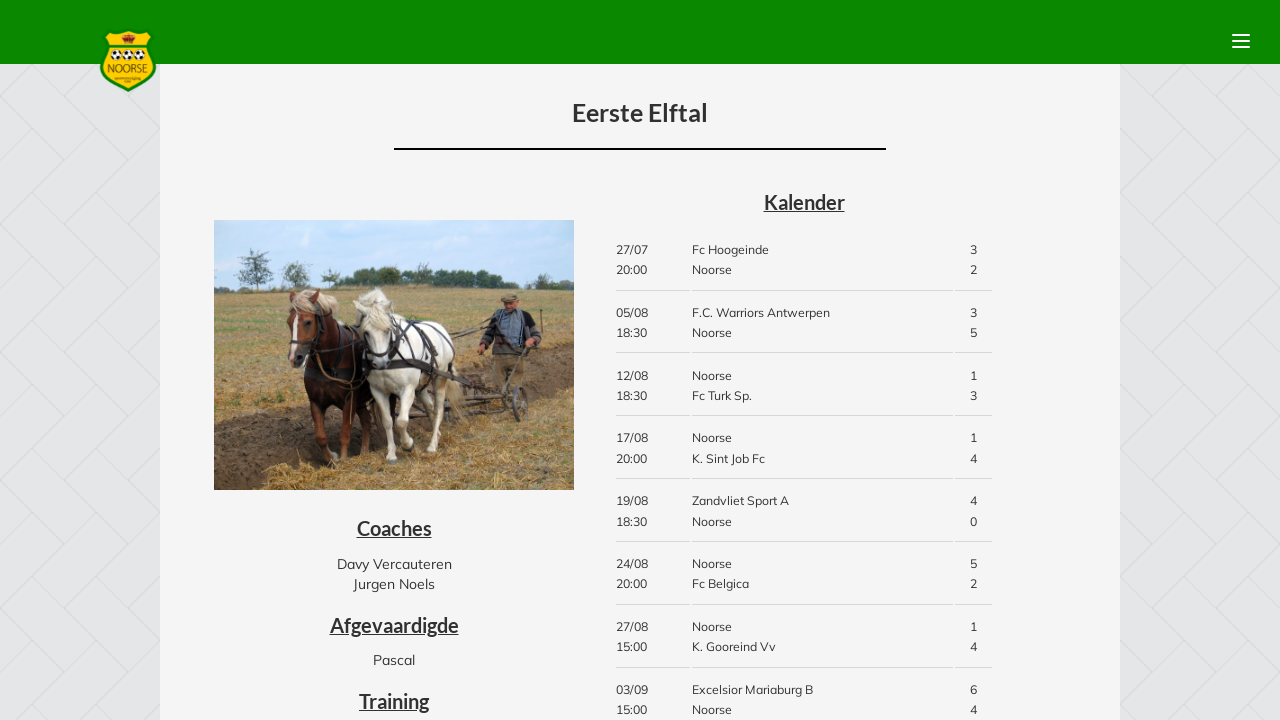 NOORSE
Eerste Elftal
Kalender
27/07 Fc Hoogeinde 3
20:00 Noorse 2
05/08 F.C. Warriors Antwerpen 3
18:30 Noorse 5
12/08 Noorse 1
18:30 Fc Turk Sp. 3
17/08 Noorse 1
20:00 K. Sint Job Fc 4
19/08 Zandvliet Sport A 4
18:30 Noorse 0
24/08 Noorse 5
20:00 Fc Belgica 2
27/08 Noorse 1
15:00 K. Gooreind Vv 4
03/09 Excelsior Mariaburg B 6
15:00 Noorse 4
Coaches
Davy Vercauteren
Jurgen Noels
Afgevaardigde
Pascal
Training